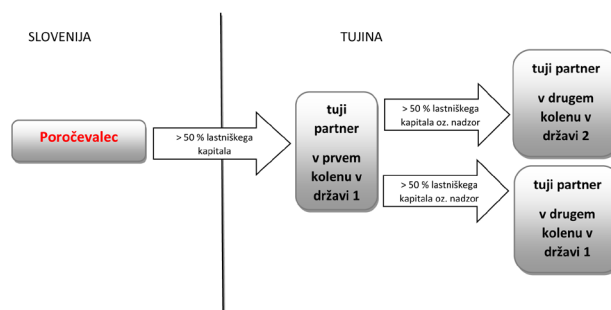 SLOVENIJA
TUJINA
Poročevalec
> 50 % lastniškega
kapitala
tuji
partner
v prvem
kolenu v
državi 1
> 50 % lastniškega
kapitala oz. nadzor
tuji partner
v drugem
kolenu v
državi 2
> 50 % lastniškega
kapitala oz. nadzor
tuji partner
v drugem
kolenu v
državi 1